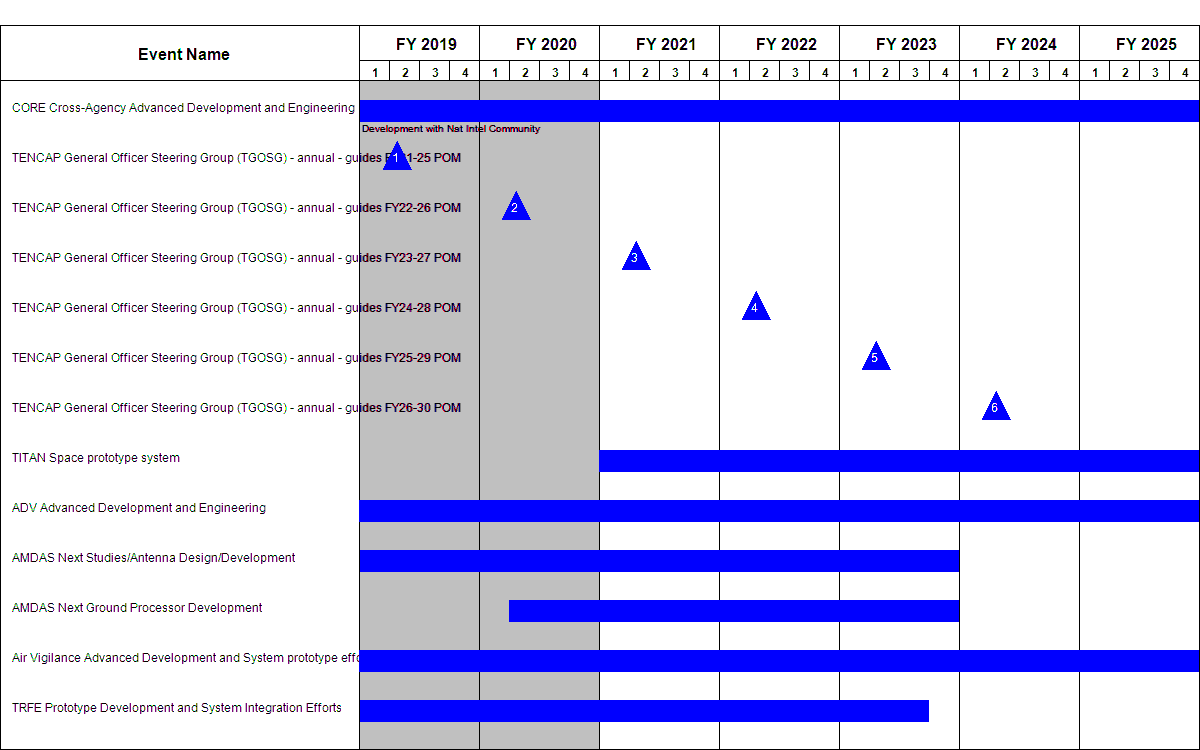 Event Name
FY 2019 FY 2020 FY 2021 FY 2022 FY 2023 FY 2024 FY 2025
1 2 3 4 1 2 3 4 1 2 3 4 1 2 3 4 1 2 3 4 1 2 3 4 1 2 3 4
CORE Cross-Agency Advanced Development and Engineering
Development with Nat Intel Community
TENCAP General Officer Steering Group (TGOSG) - annual - guides FY21-25 POM
1
TENCAP General Officer Steering Group (TGOSG) - annual - guides FY22-26 POM
2
TENCAP General Officer Steering Group (TGOSG) - annual - guides FY23-27 POM
3
TENCAP General Officer Steering Group (TGOSG) - annual - guides FY24-28 POM
4
TENCAP General Officer Steering Group (TGOSG) - annual - guides FY25-29 POM
5
TENCAP General Officer Steering Group (TGOSG) - annual - guides FY26-30 POM
6
TITAN Space prototype system
ADV Advanced Development and Engineering
AMDAS Next Studies/Antenna Design/Development
AMDAS Next Ground Processor Development
Air Vigilance Advanced Development and System prototype
TRFE Prototype Development and System Integration Efforts